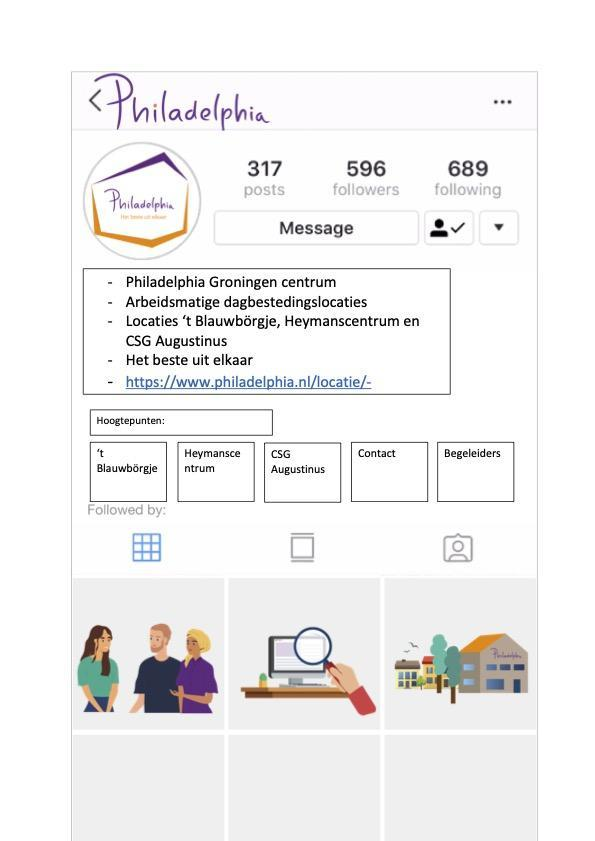 Philadelphia
...
317 596 689
posts followers following
Philadelphia
Het beste uit elkaar
Message
- Philadelphia Groningen centrum
- Arbeidsmatige dagbestedingslocaties
- Locaties ‘t Blauwbörgje, Heymanscentrum en
CSG Augustinus
- Het beste uit elkaar
- https://www.philadelphia.nl/locatie/-
Hoogtepunten:
‘t
Blauwbörgje
Heymansce
ntrum
CSG
Augustinus
Contact
Begeleiders
Followed by:
Philadelphia